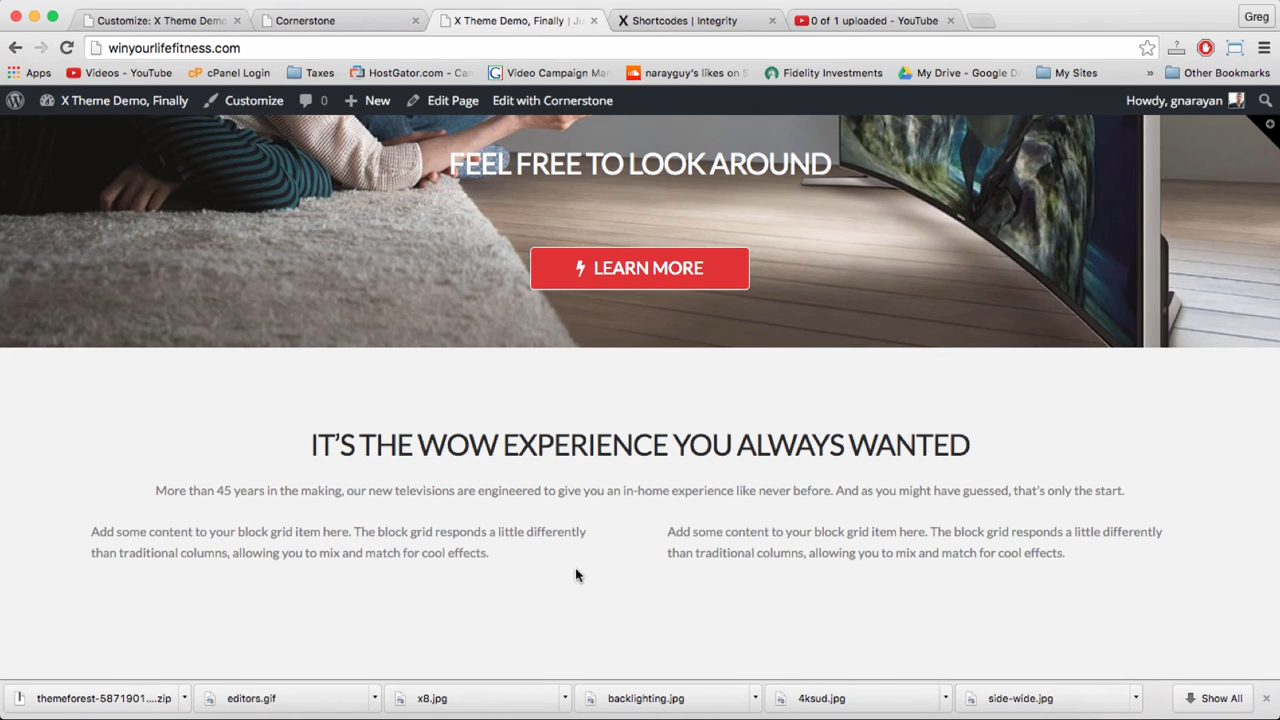 Customize: X Theme Demo
Cornerstone
X Theme Demo, Finally | Ju
Shortcodes | Integrity
0 of 1 uploaded - YouTube
Greg
winyourlifefitness.com
Apps
Videos - YouTube
cPanel Login
Taxes
HostGator.com - Can
Video Campaign Man
narayguy's likes on S
Fidelity Investments
My Drive - Google D
My Sites
»
Other Bookmarks
X Theme Demo, Finally
Customize
0
New
Edit Page
Edit with Cornerstone
Howdy, gnarayan
FEEL FREE TO LOOK AROUND
LEARN MORE
IT'S THE WOW EXPERIENCE YOU ALWAYS WANTED
More than 45 years in the making, our new televisions are engineered to give you an in-home experience like never before. And as you might have guessed, that's only the start.
Add some content to your block grid item here. The block grid responds a little differently
than traditional columns, allowing you to mix and match for cool effects.
Add some content to your block grid item here. The block grid responds a little differently
than traditional columns, allowing you to mix and match for cool effects.
themeforest-5871901....zip
editors.gif
x8.jpg
backlighting.jpg
4ksud.jpg
side-wide.jpg
Show All